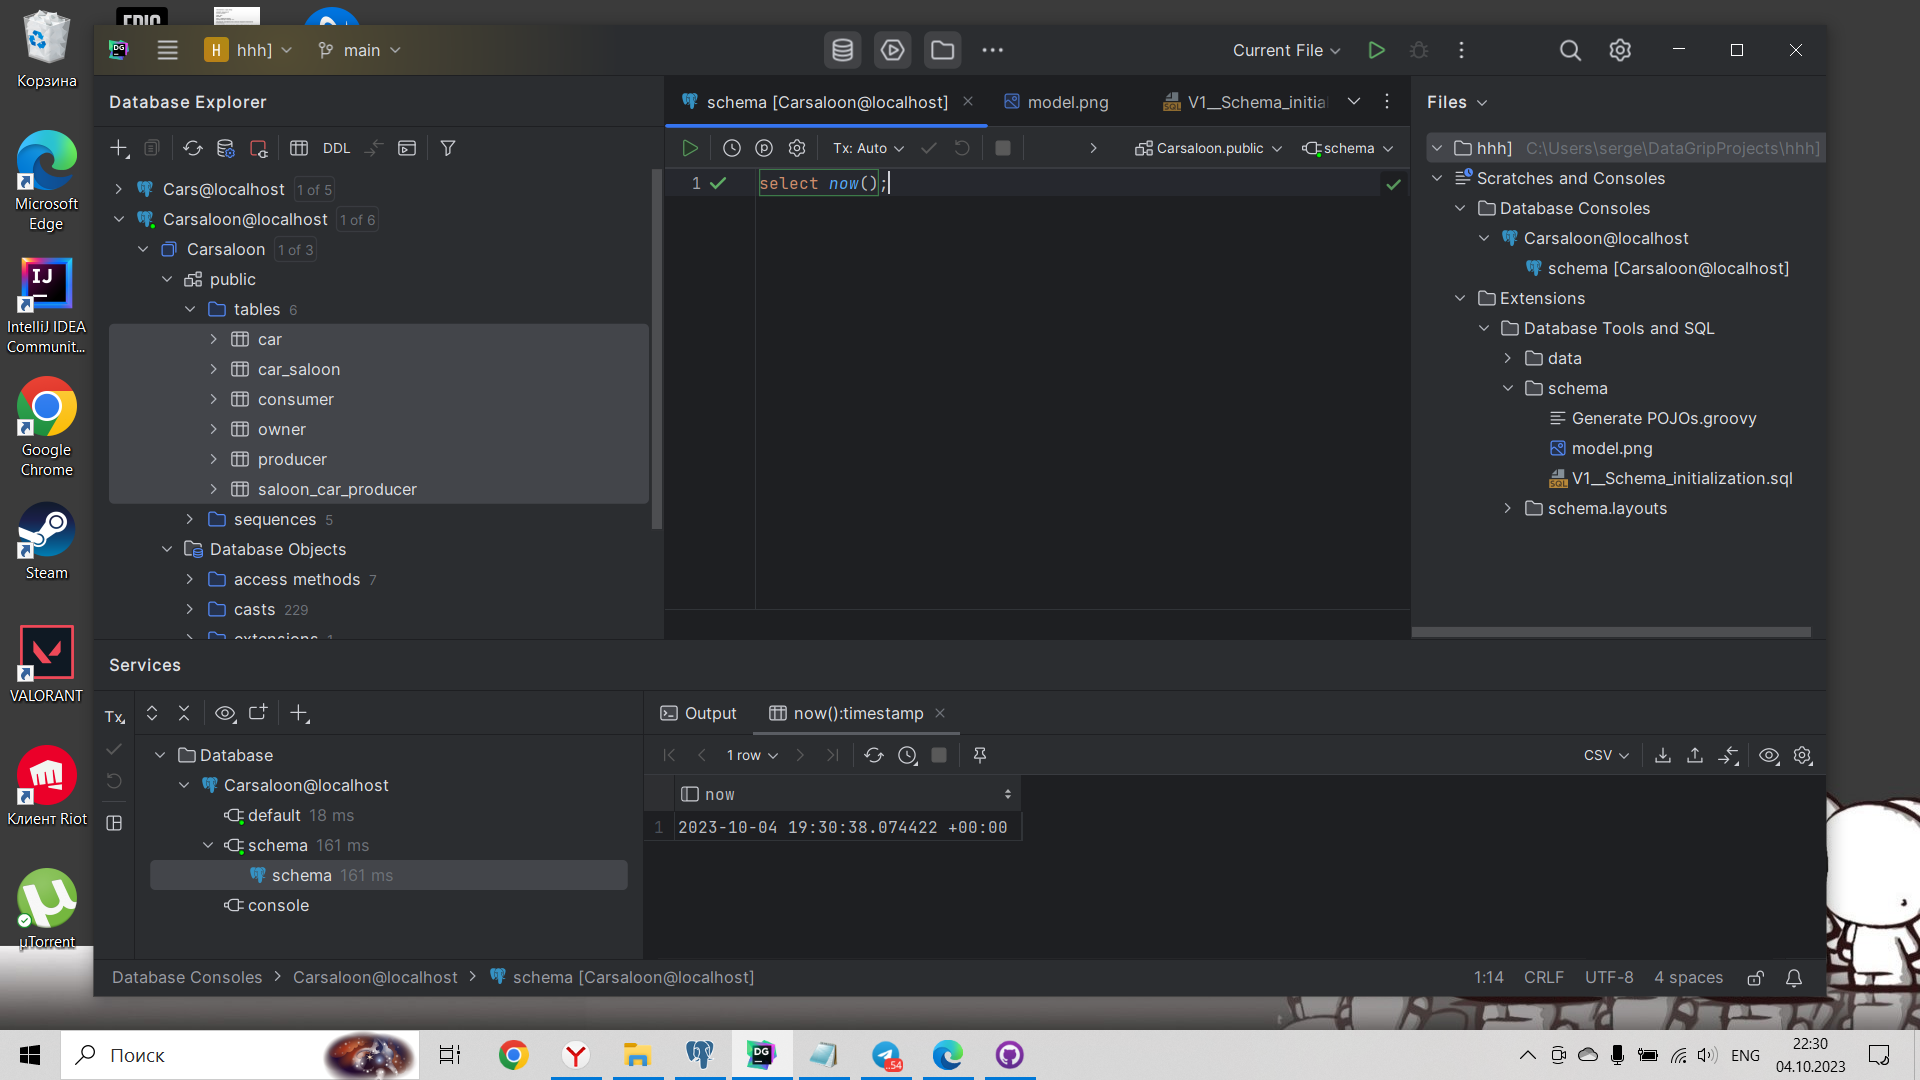 Корзина
Microsoft
Edge
IntelliJ IDEA
Communit...
Google
Chrome
Steam
VALORANT
Клиент Riot
µTorrent
EPIC
DG
H hhh] main
Current File
Database Explorer
DDL
Cars@localhost 1 of 5
Carsaloon@localhost 1 of 6
Carsaloon 1 of 3
public
tables 6
car
car_saloon
consumer
owner
producer
saloon_car_producer
sequences 5
Database Objects
access methods 7
casts 229
extensions 1
schema [Carsaloon@localhost] model.png V1__Schema_initial
Tx: Auto Carsaloon.public schema
1 select now();
Files
hhh] C:\Users\serge\DataGripProjects\hhh]
Scratches and Consoles
Database Consoles
Carsaloon@localhost
schema [Carsaloon@localhost]
Extensions
Database Tools and SQL
data
schema
Generate POJOs.groovy
model.png
V1__Schema_initialization.sql
schema.layouts
Services
Tx
Database
Carsaloon@localhost
default 18 ms
schema 161 ms
schema 161 ms
console
Output now():timestamp
1 row CSV
now
1 2023-10-04 19:30:38.074422 +00:00
Database Consoles > Carsaloon@localhost > schema [Carsaloon@localhost]
1:14 CRLF UTF-8 4 spaces
Поиск
DG
..54
ENG
22:30
04.10.2023